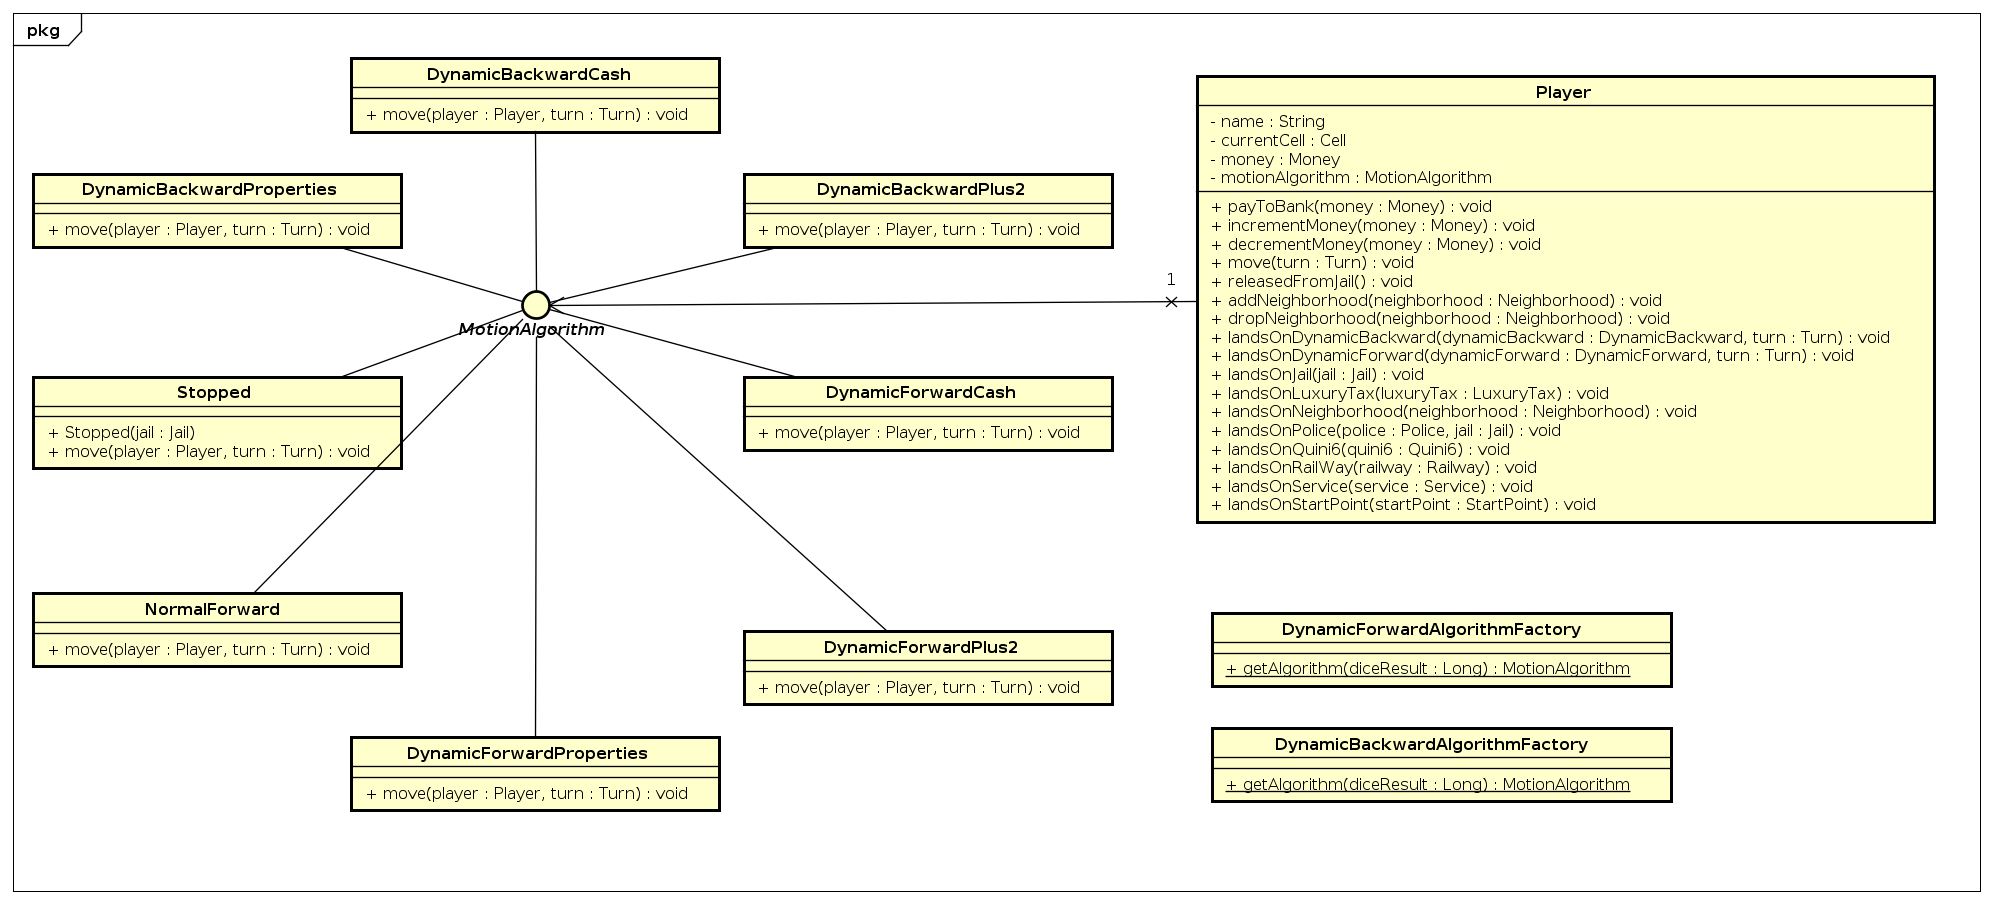 pkg
DynamicBackwardCash
+ move(player : Player, turn : Turn) : void
DynamicBackwardProperties
+ move(player : Player, turn : Turn) : void
DynamicBackwardPlus2
+ move(player : Player, turn : Turn) : void
MotionAlgorithm
1
Stopped
+ Stopped(jail : Jail)
+ move(player : Player, turn : Turn) : void
DynamicForwardCash
+ move(player : Player, turn : Turn) : void
NormalForward
+ move(player : Player, turn : Turn) : void
DynamicForwardPlus2
+ move(player : Player, turn : Turn) : void
DynamicForwardProperties
+ move(player : Player, turn : Turn) : void
Player
- name : String
- currentCell : Cell
- money : Money
- motionAlgorithm : MotionAlgorithm
+ payToBank(money : Money) : void
+ incrementMoney(money : Money) : void
+ decrementMoney(money : Money) : void
+ move(turn : Turn) : void
+ releasedFromJail() : void
+ addNeighborhood(neighborhood : Neighborhood) : void
+ dropNeighborhood(neighborhood : Neighborhood) : void
+ landsOnDynamicBackward(dynamicBackward : DynamicBackward, turn : Turn) : void
+ landsOnDynamicForward(dynamicForward : DynamicForward, turn : Turn) : void
+ landsOnJail(jail : Jail) : void
+ landsOnLuxuryTax(luxuryTax : LuxuryTax) : void
+ landsOnNeighborhood(neighborhood : Neighborhood) : void
+ landsOnPolice(police : Police, jail : Jail) : void
+ landsOnQuini6(quini6 : Quini6) : void
+ landsOnRailWay(railway : Railway) : void
+ landsOnService(service : Service) : void
+ landsOnStartPoint(startPoint : StartPoint) : void
DynamicForwardAlgorithmFactory
+ getAlgorithm(diceResult : Long) : MotionAlgorithm
DynamicBackwardAlgorithmFactory
+ getAlgorithm(diceResult : Long) : MotionAlgorithm